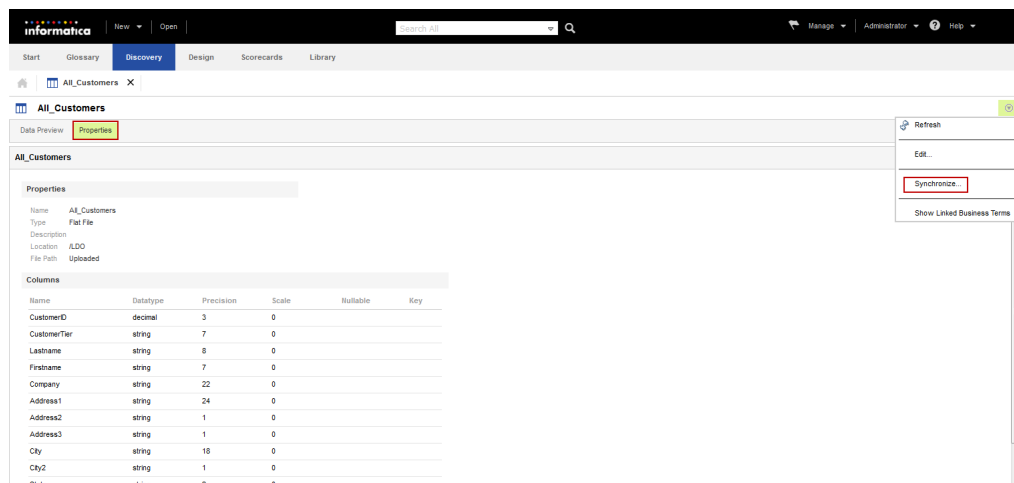 informatica New Open Search All Manage Administrator ? Help
Start Glossary Discovery Design Scorecards Library
All_Customers X
All_Customers
Data Preview Properties
Refresh
Edit...
Synchronize...
Show Linked Business Terms
All_Customers
Properties
Name All_Customers
Type Flat File
Description
Location /LDO
File Path Uploaded
Columns
Name Datatype Precision Scale Nullable Key
CustomerID decimal 3 0
CustomerTier string 7 0
Lastname string 8 0
Firstname string 7 0
Company string 22 0
Address1 string 24 0
Address2 string 1 0
Address3 string 1 0
City string 18 0
City2 string 1 0